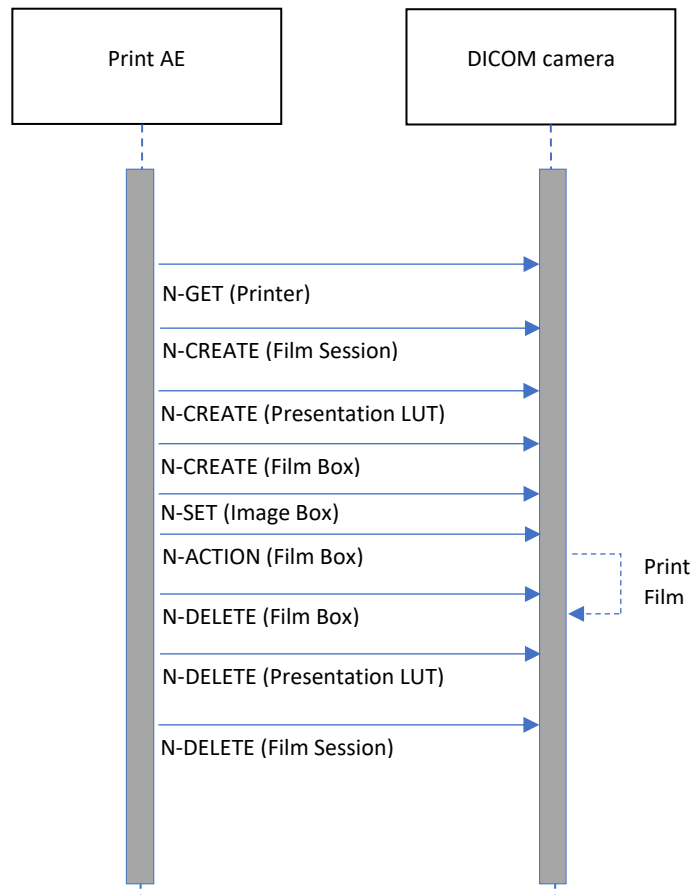 Print AE
DICOM camera
N-GET (Printer)
N-CREATE (Film Session)
N-CREATE (Presentation LUT)
N-CREATE (Film Box)
N-SET (Image Box)
N-ACTION (Film Box)
Print
Film
N-DELETE (Film Box)
N-DELETE (Presentation LUT)
N-DELETE (Film Session)